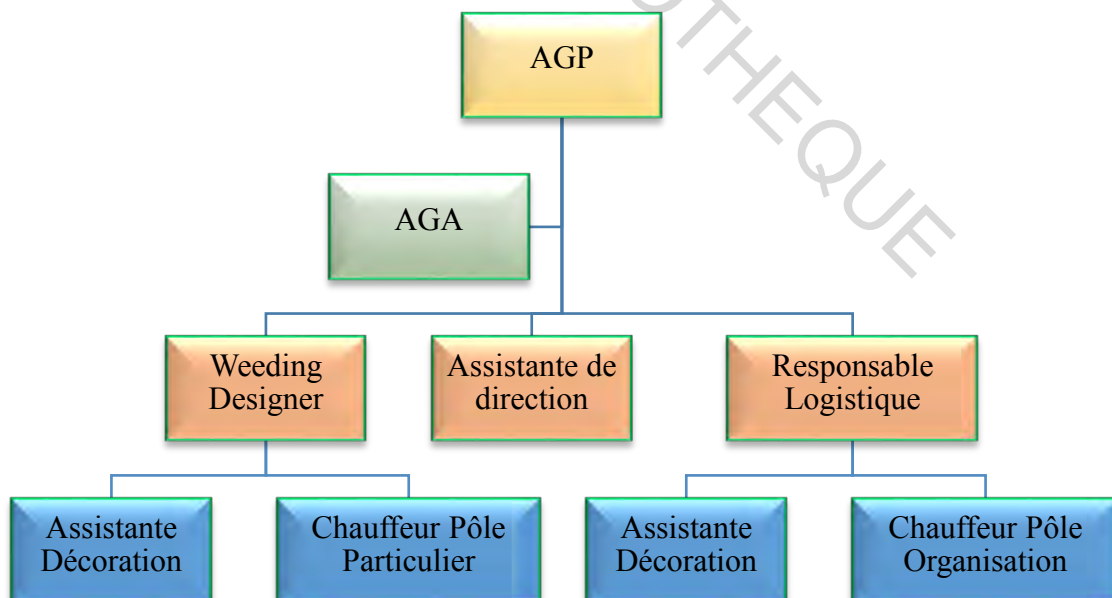 OTHEQUE
AGP
AGA
Weeding
Designer
Assistante de
direction
Responsable
Logistique
Assistante
Décoration
Chauffeur Pôle
Particulier
Assistante
Décoration
Chauffeur Pôle
Organisation